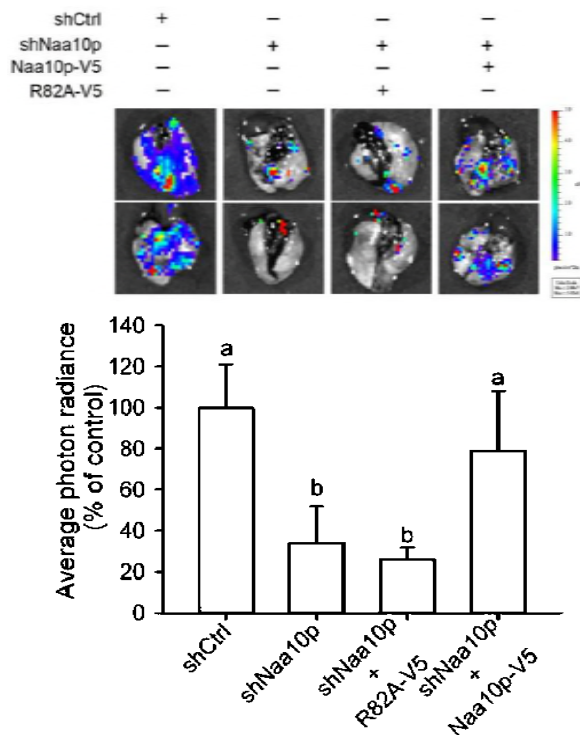 shCtrl + – – –
shNaa10p – + + +
Naa10p-V5 – – – +
R82A-V5 – – + –
Average photon radiance
(% of control)
140
120
100
80
60
40
20
0
a
b
b
a
shCtrl
shNaa10p
shNaa10p
+
R82A-V5
shNaa10p
+
Naa10p-V5